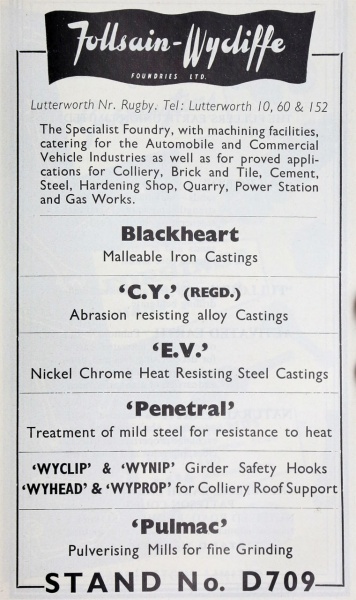 Follsain-Wycliffe
FOUNDRIES LTD.
Lutterworth Nr. Rugby. Tel: Lutterworth 10, 60 & 152
The Specialist Foundry, with machining facilities,
catering for the Automobile and Commercial
Vehicle Industries as well as for proved appli-
cations for Colliery, Brick and Tile, Cement,
Steel, Hardening Shop, Quarry, Power Station
and Gas Works.
Blackheart
Malleable Iron Castings
'C.Y.' (REGD.)
Abrasion resisting alloy Castings
'E.V.'
Nickel Chrome Heat Resisting Steel Castings
'Penetral'
Treatment of mild steel for resistance to heat
'WYCLIP' & 'WYNIP' Girder Safety Hooks
'WYHEAD' & 'WYPROP' for Colliery Roof Support
'Pulmac'
Pulverising Mills for fine Grinding
STAND No. D709